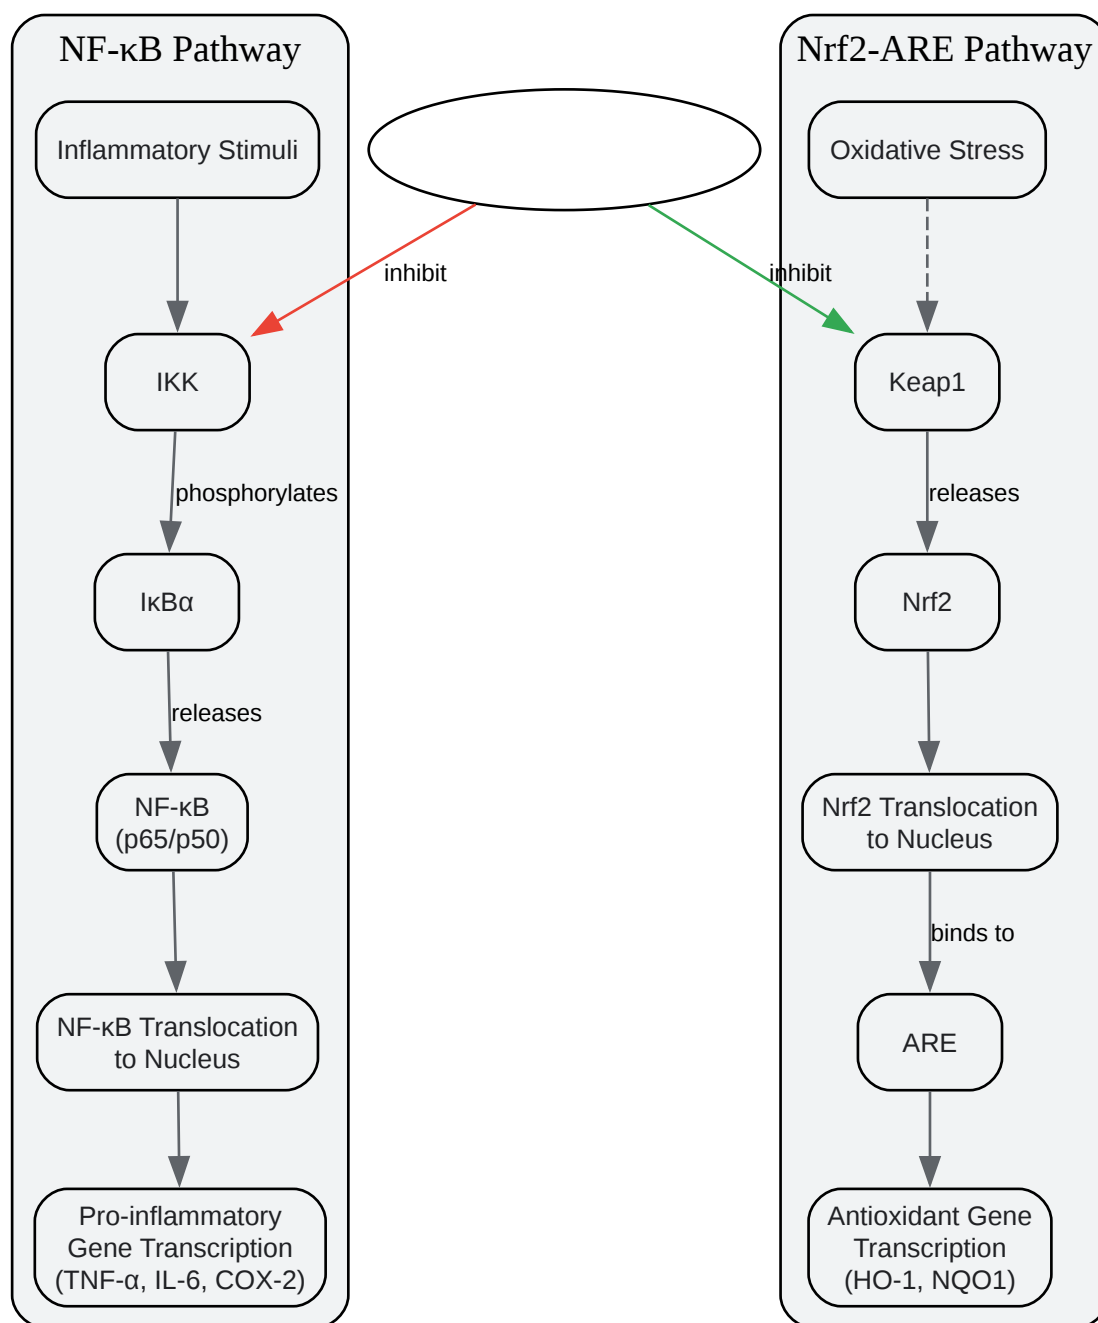 NF-κB Pathway
Inflammatory Stimuli
inhibit
IKK
phosphorylates
IκBα
releases
NF-κB
(p65/p50)
NF-κB Translocation
to Nucleus
Pro-inflammatory
Gene Transcription
(TNF-α, IL-6, COX-2)
Nrf2-ARE Pathway
Oxidative Stress
inhibit
Keap1
releases
Nrf2
Nrf2 Translocation
to Nucleus
binds to
ARE
Antioxidant Gene
Transcription
(HO-1, NQO1)